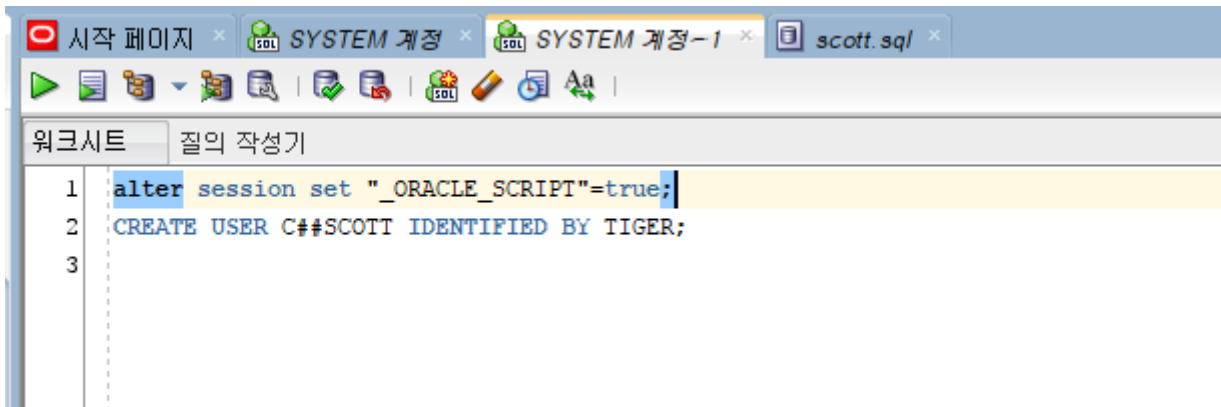 시작 페이지 SYSTEM 계정 SYSTEM 계정~1 scott.sql
워크시트 질의 작성기
1 alter session set "_ORACLE_SCRIPT"=true;
2 CREATE USER C##SCOTT IDENTIFIED BY TIGER;
3